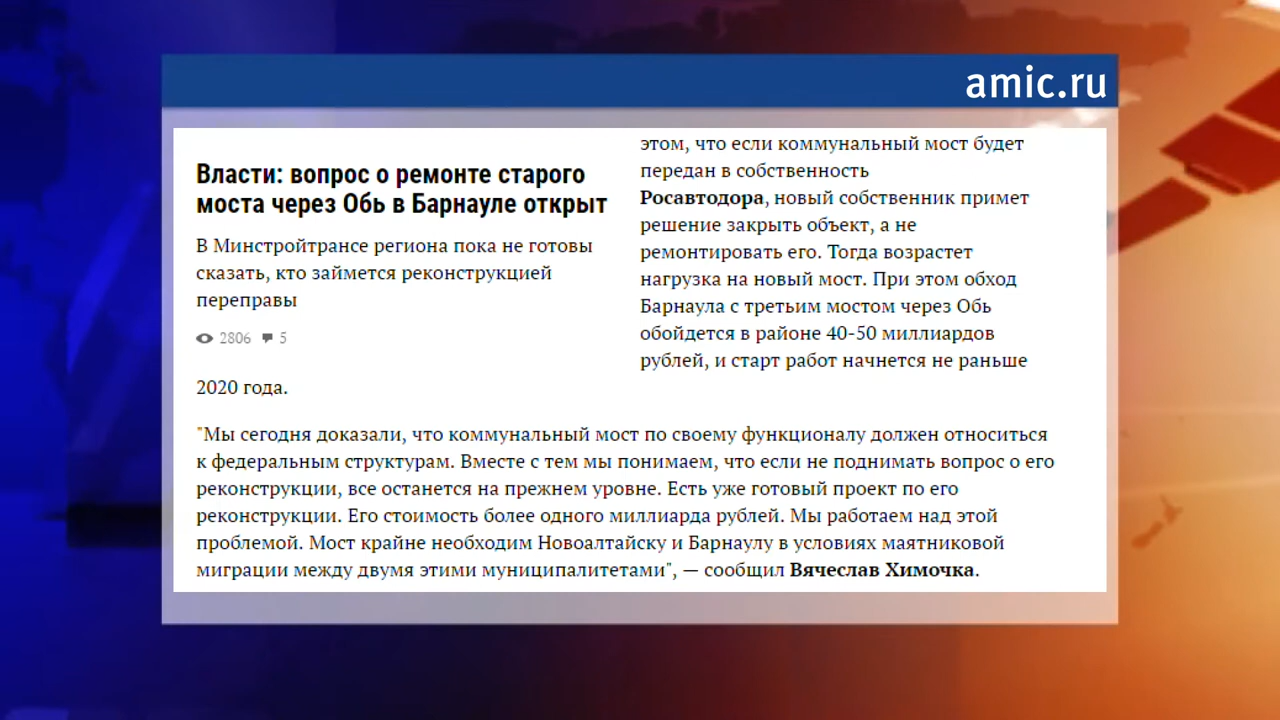 amic.ru
Власти: вопрос о ремонте старого
моста через Обь в Барнауле открыт
В Минстройтрансе региона пока не готовы
сказать, кто займется реконструкцией
переправы
2806 5
этом, что если коммунальный мост будет
передан в собственность
Росавтодора, новый собственник примет
решение закрыть объект, а не
ремонтировать его. Тогда возрастет
нагрузка на новый мост. При этом обход
Барнаула с третьим мостом через Обь
обойдется в районе 40-50 миллиардов
рублей, и старт работ начнется не раньше
2020 года.
"Мы сегодня доказали, что коммунальный мост по своему функционалу должен относиться
к федеральным структурам. Вместе с тем мы понимаем, что если не поднимать вопрос о его
реконструкции, все останется на прежнем уровне. Есть уже готовый проект по его
реконструкции. Его стоимость более одного миллиарда рублей. Мы работаем над этой
проблемой. Мост крайне необходим Новоалтайску и Барнаулу в условиях маятниковой
миграции между двумя этими муниципалитетами", — сообщил Вячеслав Химочка.